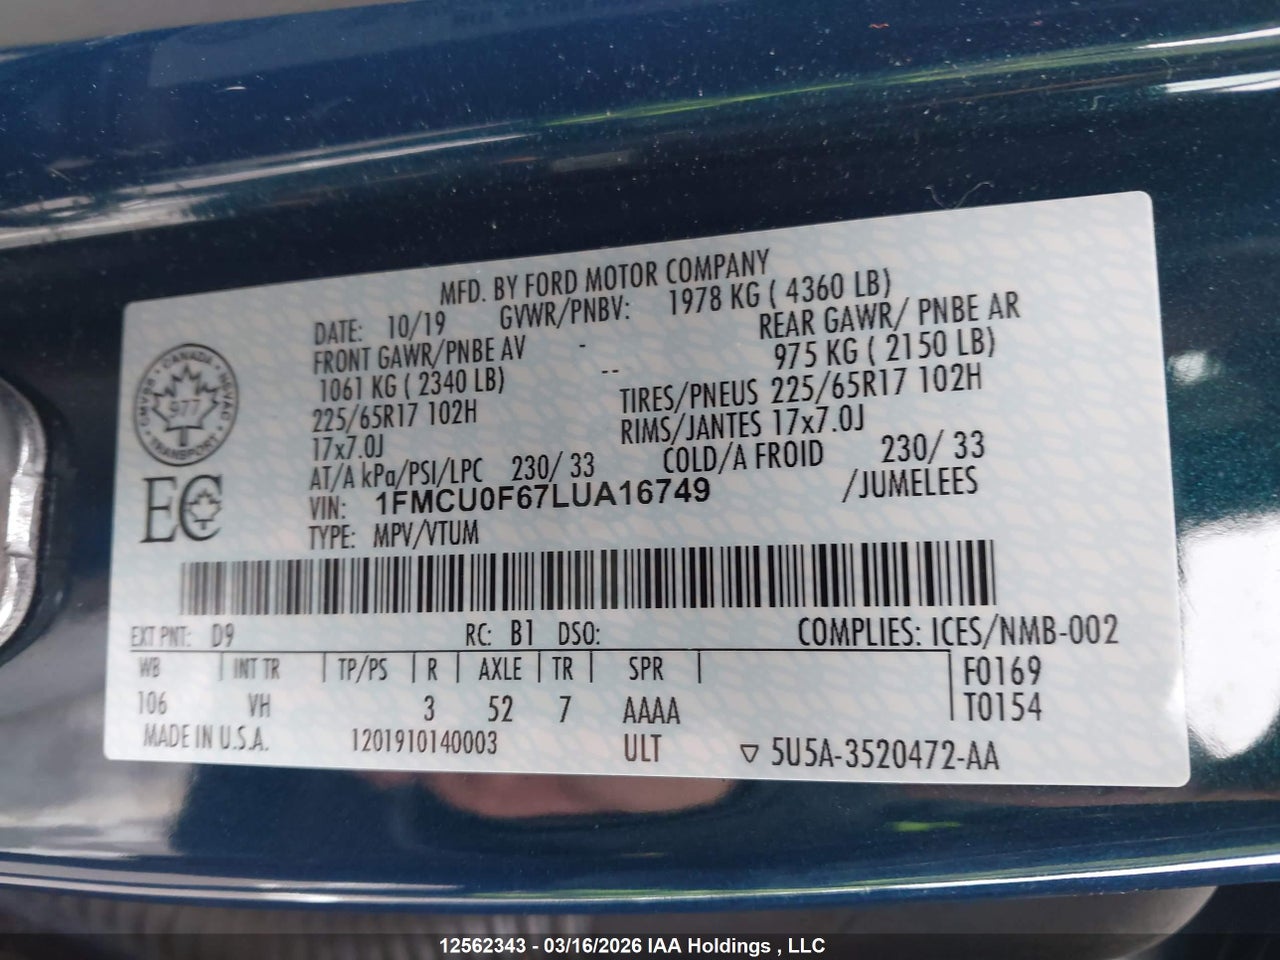 MFD. BY FORD MOTOR COMPANY
DATE: 10/19 GVWR/PNBV: 1978 KG ( 4360 LB)
FRONT GAWR/PNBE AV - REAR GAWR/ PNBE AR
1061 KG ( 2340 LB) -- 975 KG ( 2150 LB)
225/65R17 102H TIRES/PNEUS 225/65R17 102H
17x7.0J RIMS/JANTES 17x7.0J
AT/A kPa/PSI/LPC 230/ 33 COLD/A FROID 230/ 33
VIN: 1FMCU0F67LUA16749 /JUMELEES
TYPE: MPV/VTUM
CANADA
CMVSS
NSVAC
977
TRANSPORT
EC
EXT PNT: D9 RC: B1 DSO: COMPLIES: ICES/NMB-002
WB | INT TR | TP/PS | R | AXLE | TR | SPR | F0169
106 VH 3 52 7 AAAA T0154
MADE IN U.S.A. 1201910140003 ULT ▽ 5U5A-3520472-AA
12562343 - 03/16/2026 IAA Holdings , LLC